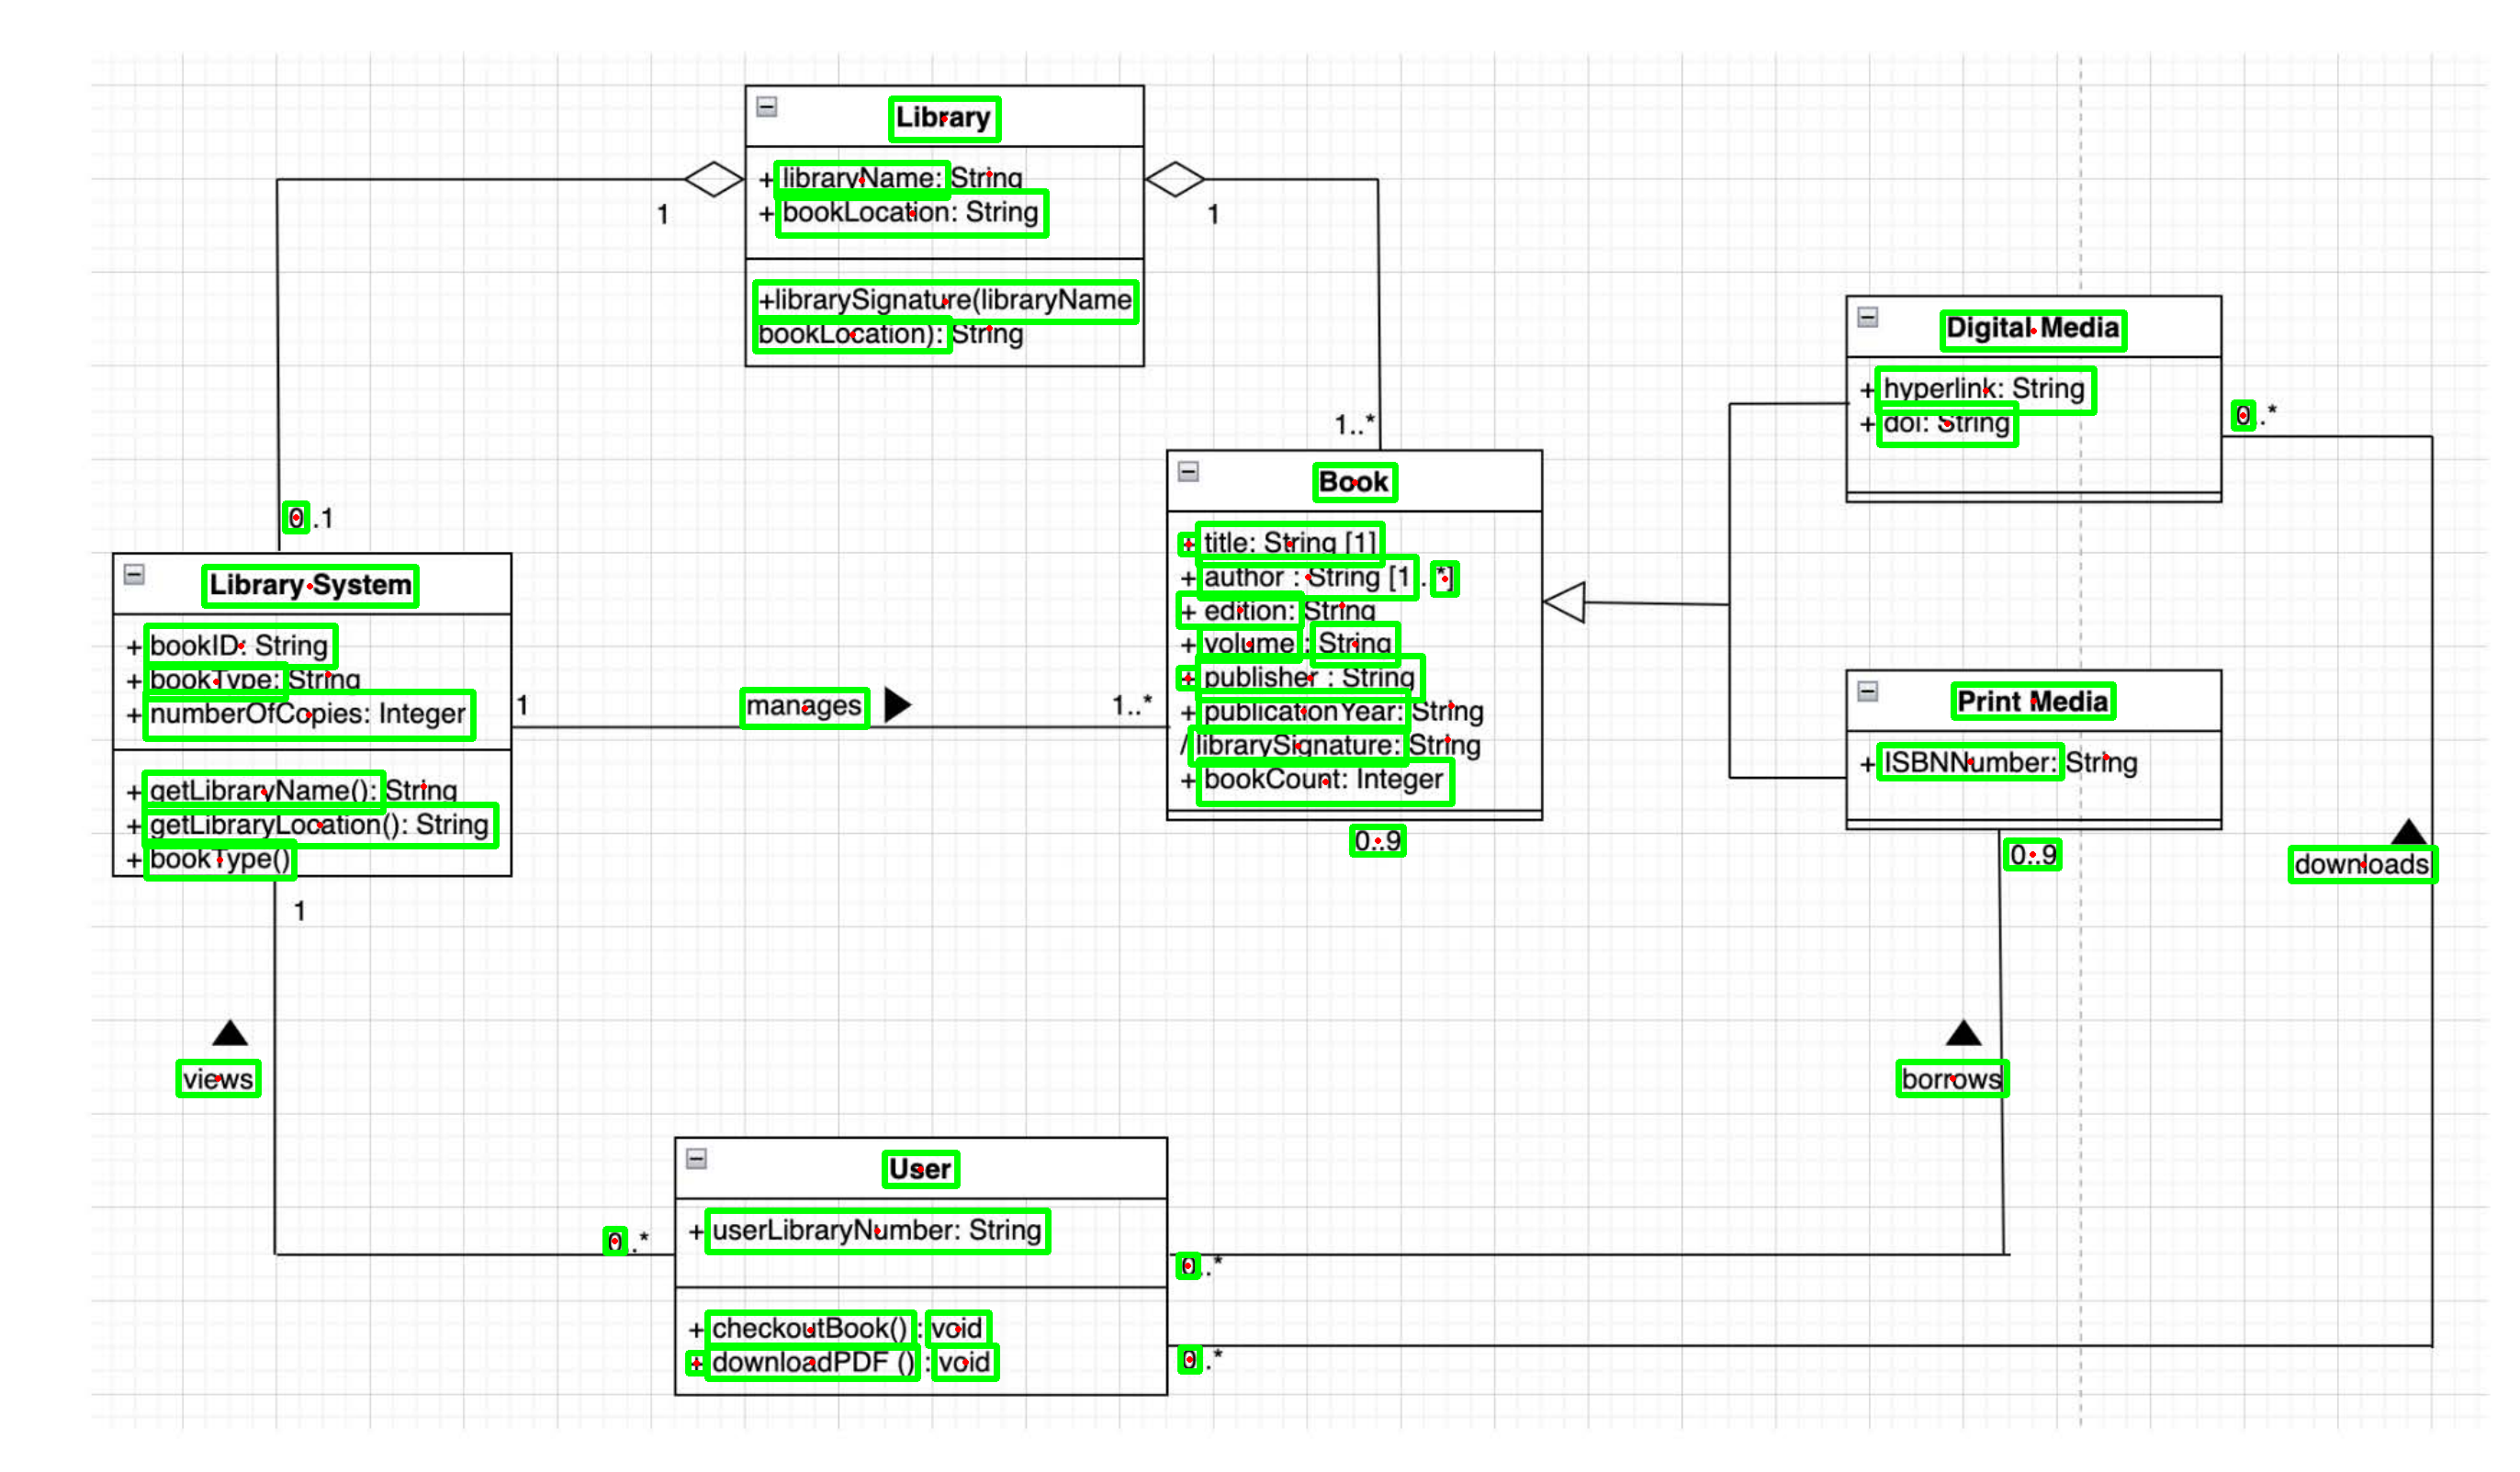 Library
+ libraryName: String
+ bookLocation: String
+librarySignature(libraryName
bookLocation): String
1
1
1..*
0..1
Library System
+ bookID: String
+ bookType: String
+ numberOfCopies: Integer
+ getLibraryName(): String
+ getLibraryLocation(): String
+ bookType()
1
manages
1..*
Book
+ title: String [1]
+ author : String [1..*]
+ edition: String
+ volume : String
+ publisher : String
+ publicationYear: String
/ librarySignature: String
+ bookCount: Integer
0..9
Digital Media
+ hyperlink: String
+ doi: String
0..*
Print Media
+ ISBNNumber: String
0..9
downloads
1
views
borrows
User
+ userLibraryNumber: String
+ checkoutBook() : void
+ downloadPDF () : void
0..*
0..*
0..*